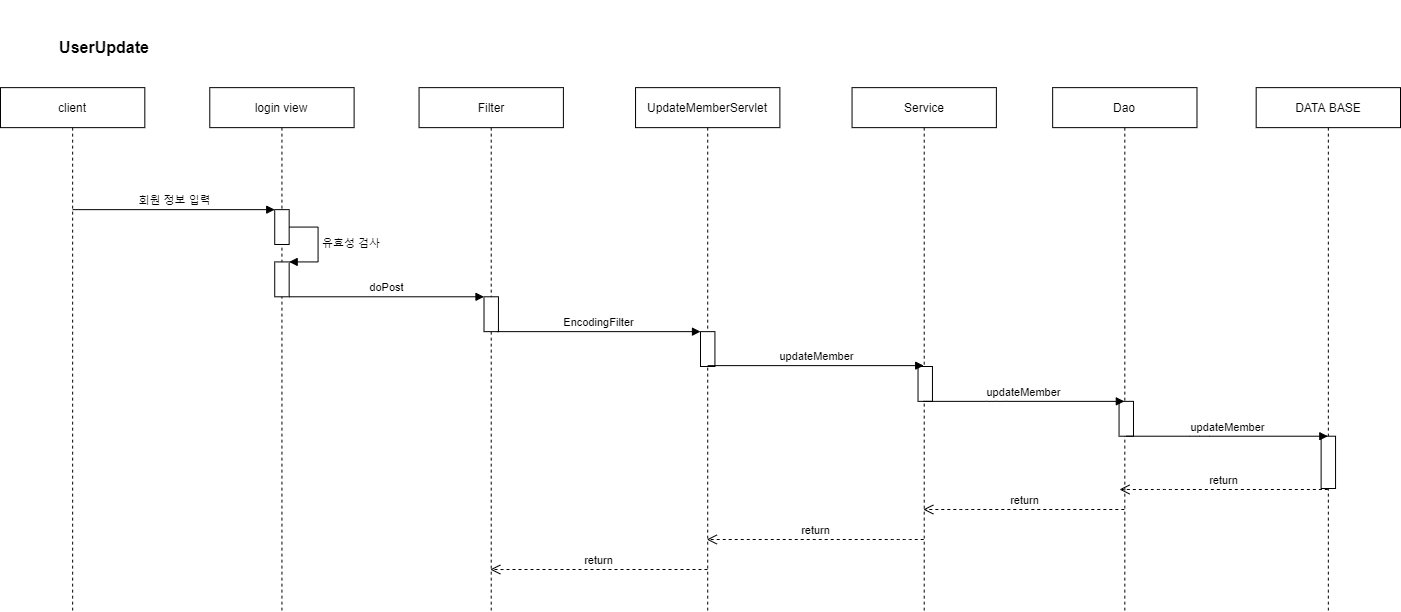 UserUpdate
client
login view
Filter
UpdateMemberServlet
Service
Dao
DATA BASE
회원 정보 입력
유효성 검사
doPost
EncodingFilter
updateMember
updateMember
updateMember
return
return
return
return